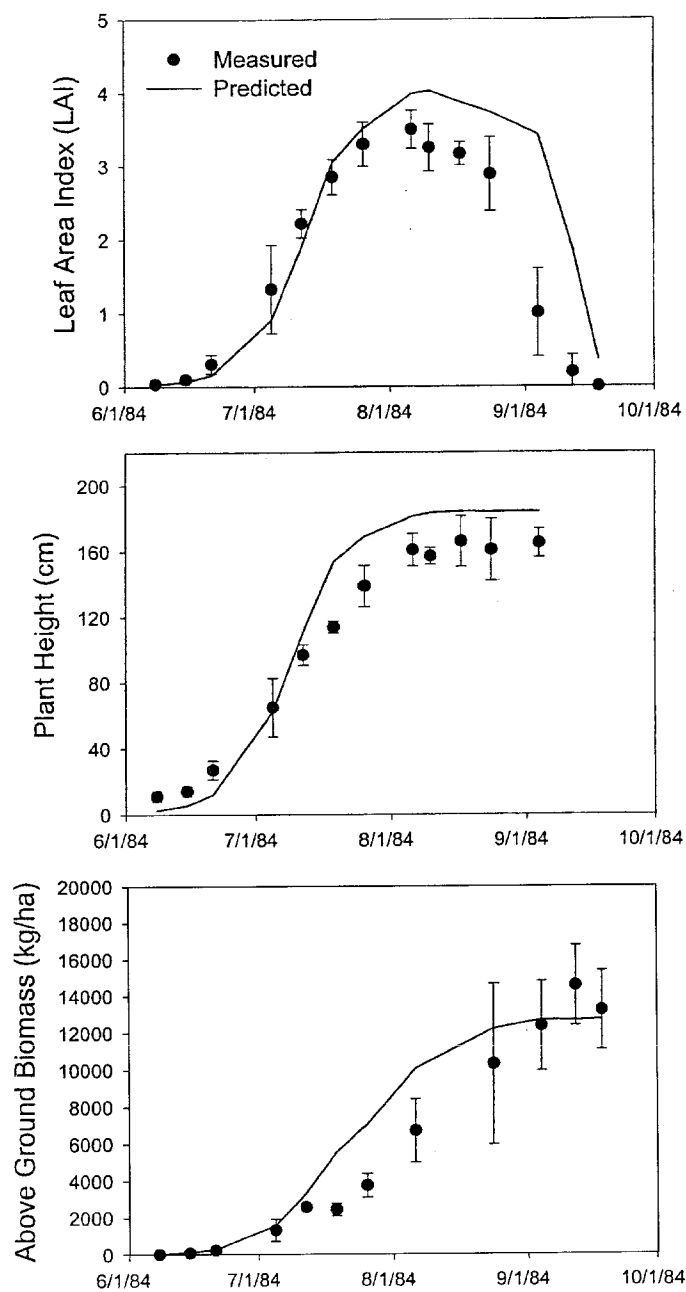 5
4
3
2
1
0
Leaf Area Index (LAI)
Measured
Predicted
6/1/84 7/1/84 8/1/84 9/1/84 10/1/84
200
160
120
80
40
0
Plant Height (cm)
6/1/84 7/1/84 8/1/84 9/1/84 10/1/84
20000
18000
16000
14000
12000
10000
8000
6000
4000
2000
0
Above Ground Biomass (kg/ha)
6/1/84 7/1/84 8/1/84 9/1/84 10/1/84